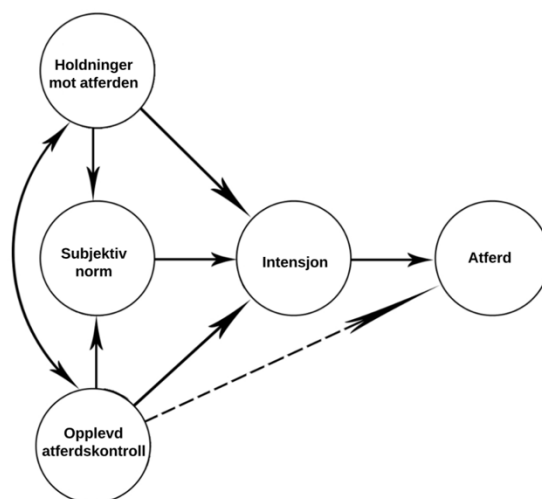 Holdninger
mot atferden
Subjektiv
norm
Intensjon
Atferd
Opplevd
atferdskontroll